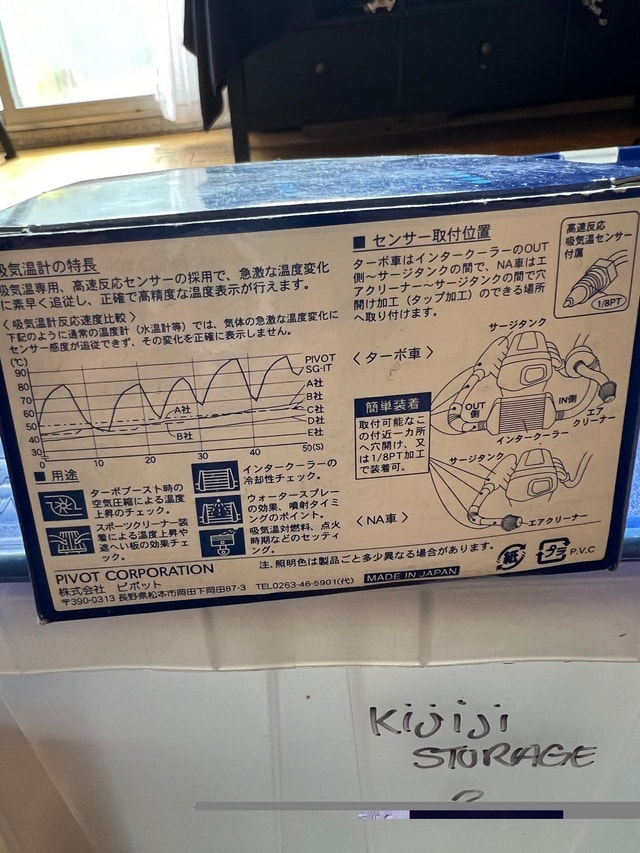 吸気温計の特長
吸気温専用、高速反応センサーの採用で、急激な温度変化
に素早く追従し、正確で高精度な温度表示が行えます。
〈 吸気温計反応速度比較 〉
下記のように通常の温度計（水温計等）では、気体の急激な温度変化に
センサー感度が追従できず、その変化を正確に表示しません。
(℃)
90
80
70
60
50
40
30
0
10
20
30
40
50(S)
PIVOT
SG-IT
A社
B社
C社
D社
E社
A社
B社
■ 用途
ターボブースト時の
空気圧縮による温度
上昇のチェック。
スポーツクリーナー装
着による温度上昇や
遮へい板の効果チェ
ック。
インタークーラーの
冷却性チェック。
ウォータースプレー
の効果、噴射タイミ
ングのポイント。
吸気温対燃料、点火
時期などのセッティ
ング。
■ センサー取付位置
ターボ車はインタークーラーのOUT
側〜サージタンクの間で、NA車はエ
アクリーナー〜サージタンクの間で穴
開け加工（タップ加工）のできる場所
へ取り付けます。
高速反応
吸気温センサー
付属
1/8PT
〈 ターボ車 〉
サージタンク
簡単装着
取付可能なこ
の付近一カ所
へ穴開け、又
は1/8PT加工
で装着可。
OUT
側
IN側
エア
クリーナー
インタークーラー
サージタンク
〈 NA車 〉
エアクリーナー
注、照明色は製品ごと多少異なる場合があります。
PIVOT CORPORATION
株式会社 ピボット
〒390-0313 長野県松本市岡田下岡田87-3 TEL0263-46-5901(代)
MADE IN JAPAN
紙
プラ
P.V.C
Kijiji
STORAGE